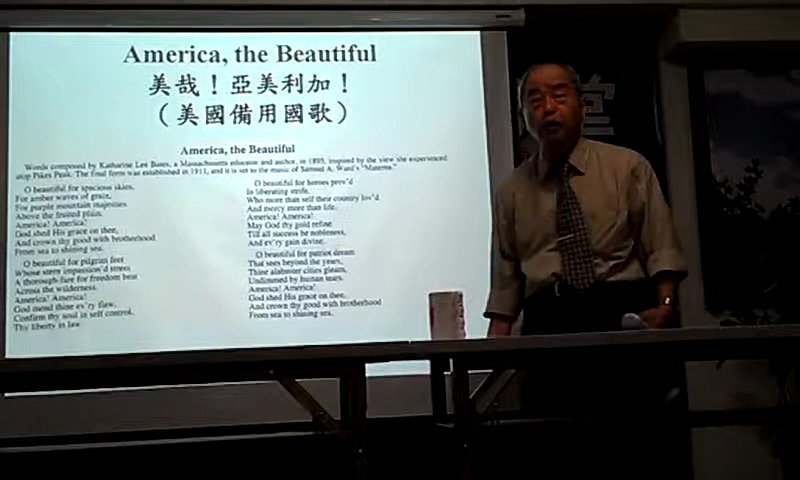 America, the Beautiful
美哉！亞美利加！
（美國備用國歌）
America, the Beautiful
Words composed by Katharine Lee Bates, a Massachusetts educator and author, in 1893, inspired by the view she experienced
atop Pikes Peak. The final form was established in 1911, and it is set to the music of Samuel A. Ward's "Materna."
O beautiful for spacious skies,
For amber waves of grain,
For purple mountain majesties
Above the fruited plain.
America! America!
God shed His grace on thee,
And crown thy good with brotherhood
From sea to shining sea.
O beautiful for pilgrim feet
Whose stern impassion'd stress
A thorough-fare for freedom beat
Across the wilderness.
America! America!
God mend thine ev'ry flaw,
Confirm thy soul in self control,
Thy liberty in law.
O beautiful for heroes prov'd
In liberating strife,
Who more than self their country lov'd
And mercy more than life.
America! America!
May God thy gold refine
Till all success be nobleness,
And ev'ry gain divine.
O beautiful for patriot dream
That sees beyond the years,
Thine alabaster cities gleam,
Undimmed by human tears.
America! America!
God shed His grace on thee,
And crown thy good with brotherhood
From sea to shining sea.
堂